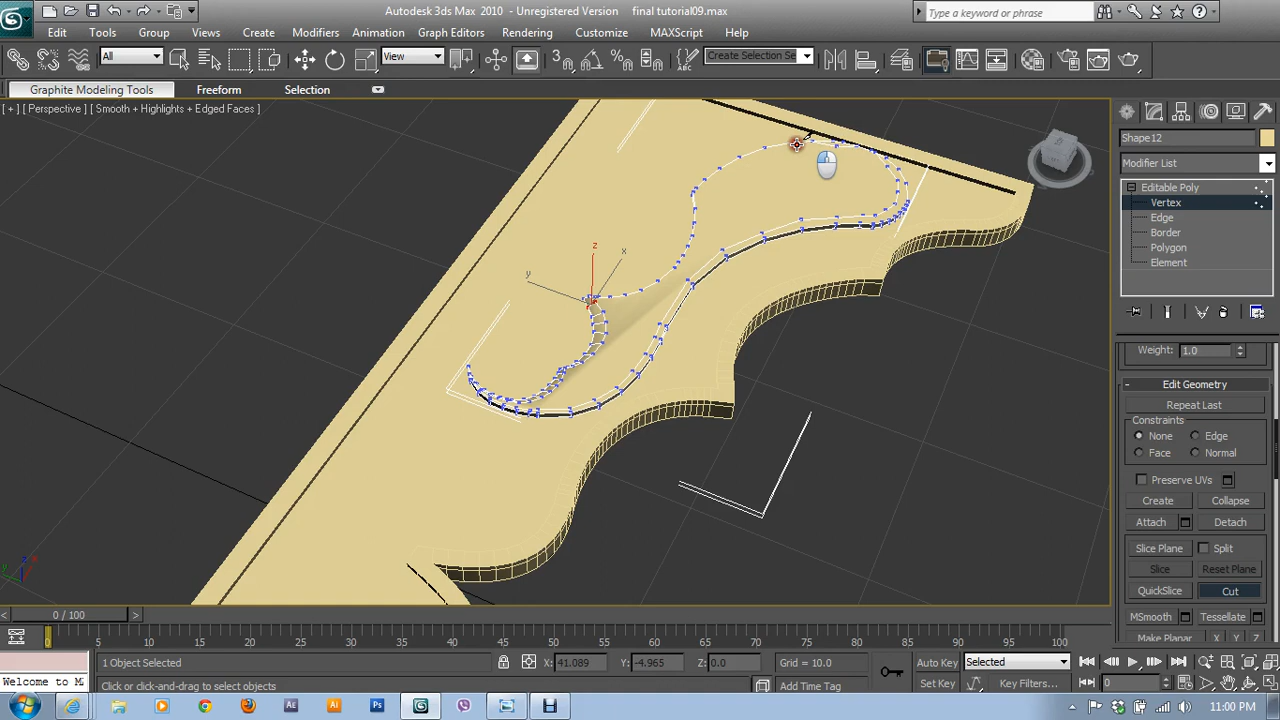 Autodesk 3ds Max 2010 - Unregistered Version final tutorial09.max
Type a keyword or phrase
Edit Tools Group Views Create Modifiers Animation Graph Editors Rendering Customize MAXScript Help
All
View
Create Selection Se
Graphite Modeling Tools Freeform Selection
[ + ] [ Perspective ] [ Smooth + Highlights + Edged Faces ]
Shape12
Modifier List
Editable Poly
Vertex
Edge
Border
Polygon
Element
z
x
y
Weight: 1.0
- Edit Geometry
Repeat Last
Constraints
None Edge
Face Normal
Preserve UVs
Create Collapse
Attach Detach
Slice Plane Split
Slice Reset Plane
QuickSlice Cut
MSmooth Tessellate
Make Planar X Y Z
< 0 / 100 >
0 5 10 15 20 25 30 35 40 45 50 55 60 65 70 75 80 85 90 95 100
1 Object Selected X: 41.089 Y: -4.965 Z: 0.0 Grid = 10.0 Auto Key Selected
Welcome to M Click or click-and-drag to select objects Add Time Tag Set Key Key Filters... 0
11:00 PM